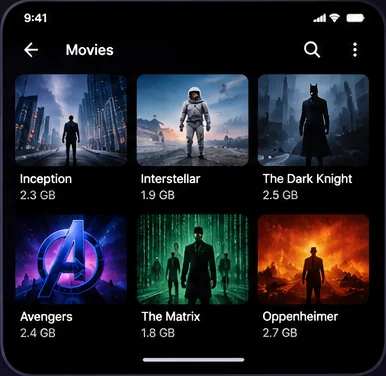 9:41
Movies
Inception
2.3 GB
Interstellar
1.9 GB
The Dark Knight
2.5 GB
Avengers
2.4 GB
The Matrix
1.8 GB
Oppenheimer
2.7 GB